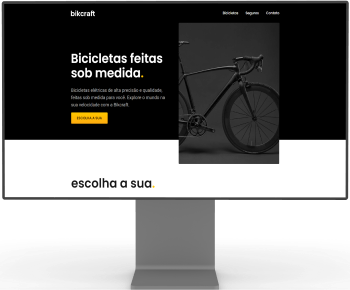 bikcraft
Bicicletas Seguros Contato
Bicicletas feitas
sob medida.
Bicicletas elétricas de alta precisão e qualidade,
feitas sob medida para você. Explore o mundo na
sua velocidade com a Bikcraft.
ESCOLHA A SUA
escolha a sua.